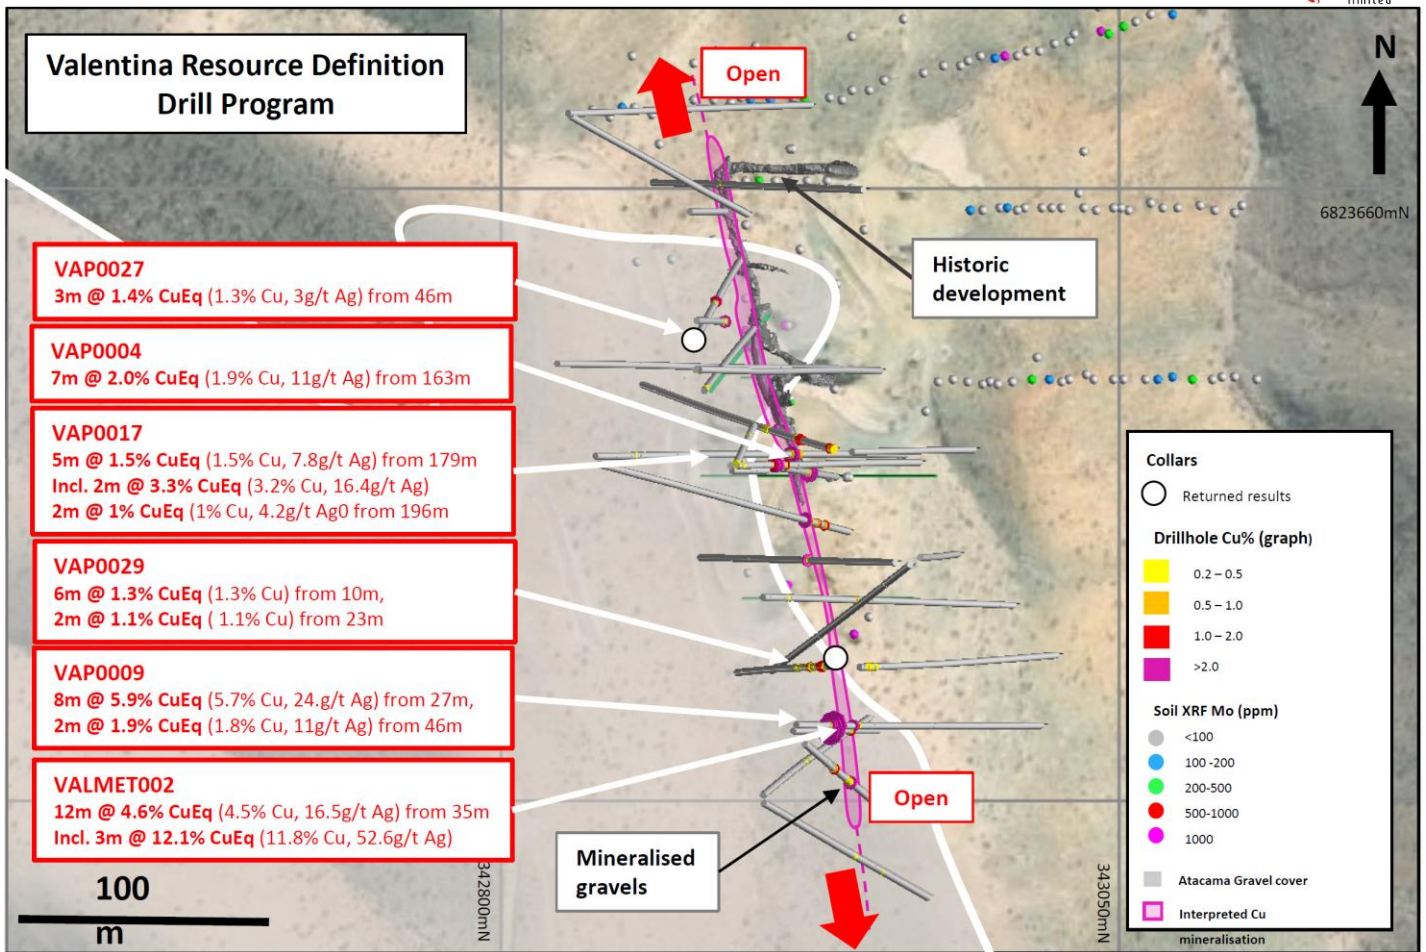 limited
Valentina Resource Definition
Drill Program
Open
N
6823660mN
Historic
development
VAP0027
3m @ 1.4% CuEq (1.3% Cu, 3g/t Ag) from 46m
VAP0004
7m @ 2.0% CuEq (1.9% Cu, 11g/t Ag) from 163m
VAP0017
5m @ 1.5% CuEq (1.5% Cu, 7.8g/t Ag) from 179m
Incl. 2m @ 3.3% CuEq (3.2% Cu, 16.4g/t Ag)
2m @ 1% CuEq (1% Cu, 4.2g/t Ag0 from 196m
VAP0029
6m @ 1.3% CuEq (1.3% Cu) from 10m,
2m @ 1.1% CuEq ( 1.1% Cu) from 23m
VAP0009
8m @ 5.9% CuEq (5.7% Cu, 24.g/t Ag) from 27m,
2m @ 1.9% CuEq (1.8% Cu, 11g/t Ag) from 46m
VALMET002
12m @ 4.6% CuEq (4.5% Cu, 16.5g/t Ag) from 35m
Incl. 3m @ 12.1% CuEq (11.8% Cu, 52.6g/t Ag)
Open
Mineralised
gravels
100
m
342800mN
343050mN
Collars
Returned results
Drillhole Cu% (graph)
0.2 – 0.5
0.5 – 1.0
1.0 – 2.0
>2.0
Soil XRF Mo (ppm)
<100
100 -200
200-500
500-1000
1000
Atacama Gravel cover
Interpreted Cu
mineralisation